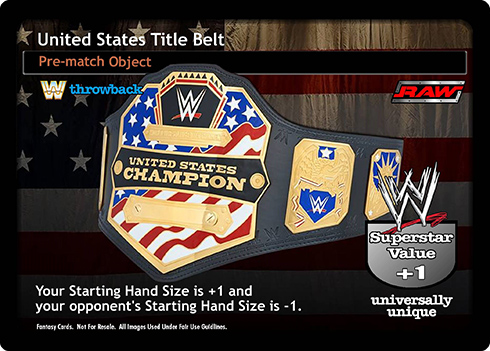 United States Title Belt
Pre-match Object
throwback
RAW
UNITED STATES
CHAMPION
Superstar
Value
+1
Your Starting Hand Size is +1 and
your opponent's Starting Hand Size is -1.
universally
unique
Fantasy Cards. Not For Resale. All Images Used Under Fair Use Guidlines.